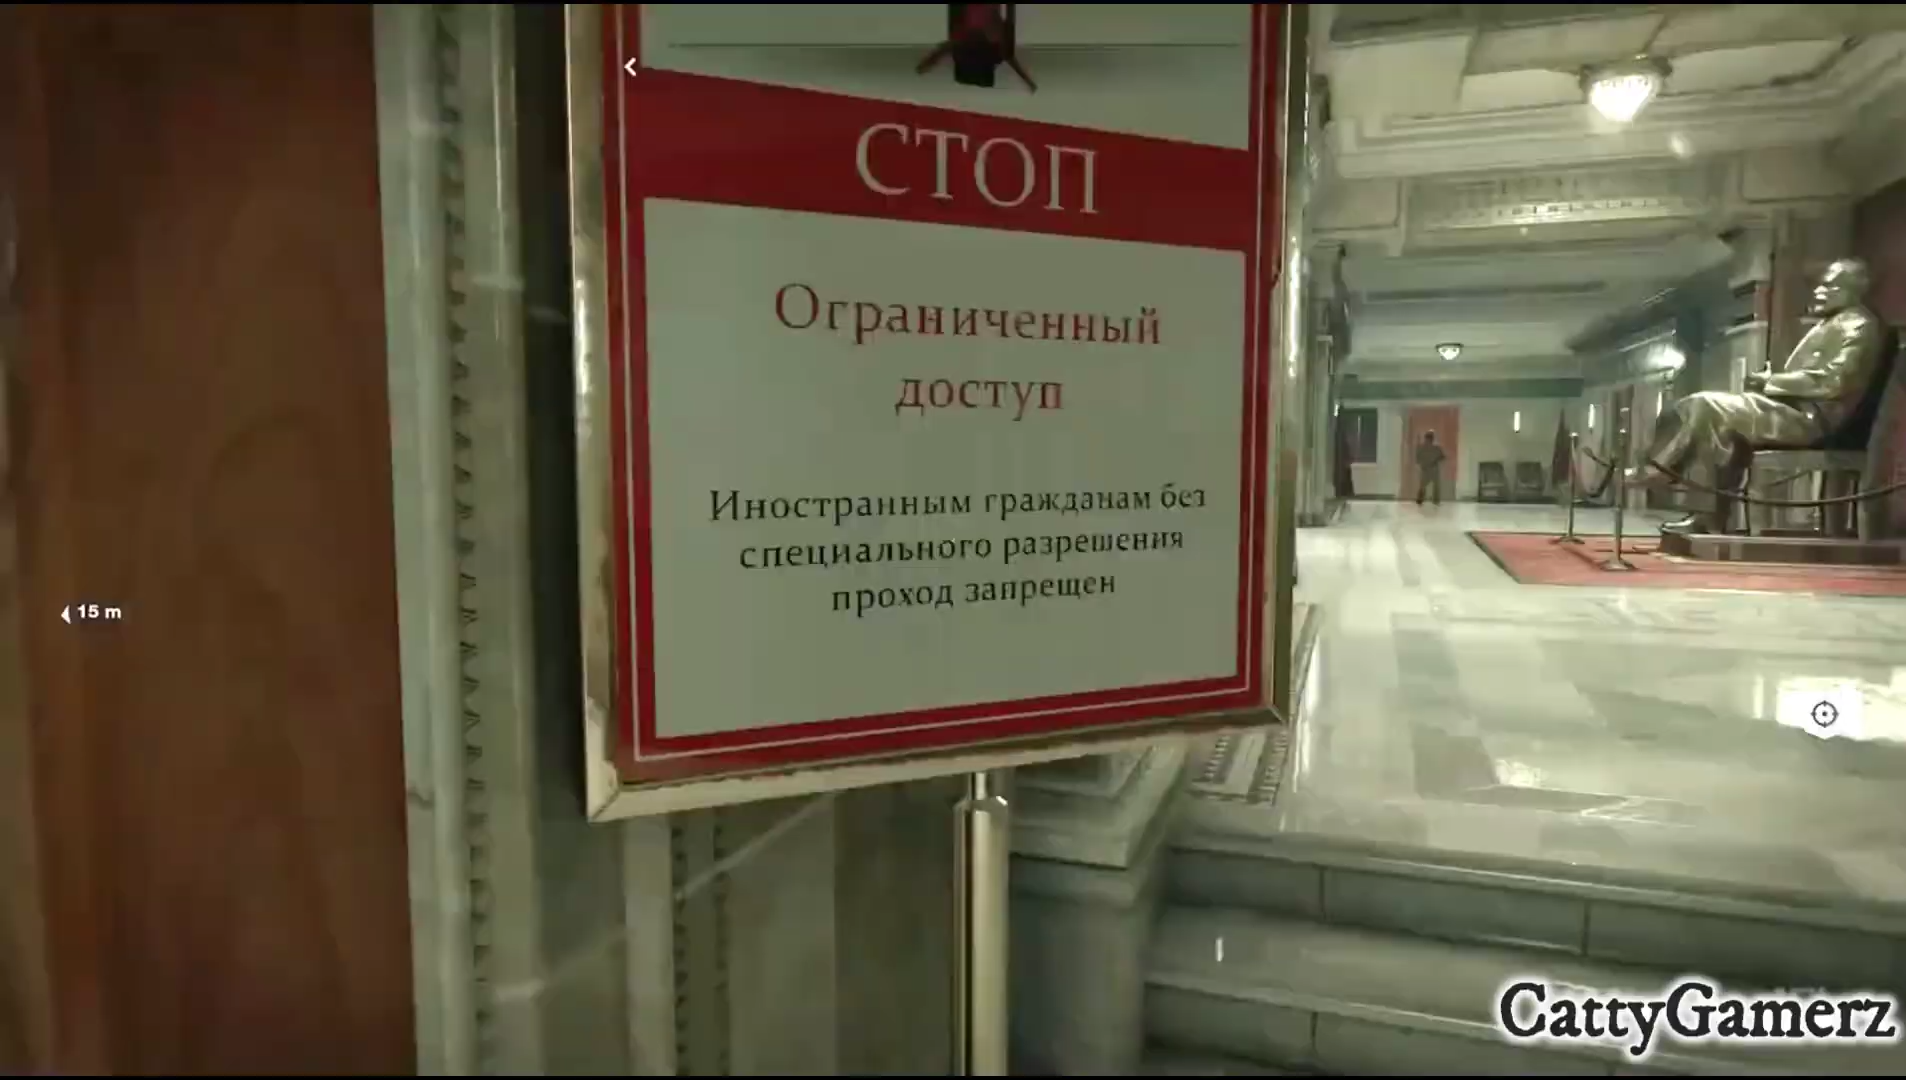 СТОП
Ограниченный
доступ
Иностранным гражданам без
специального разрешения
проход запрещен
15 m
CattyGamerz